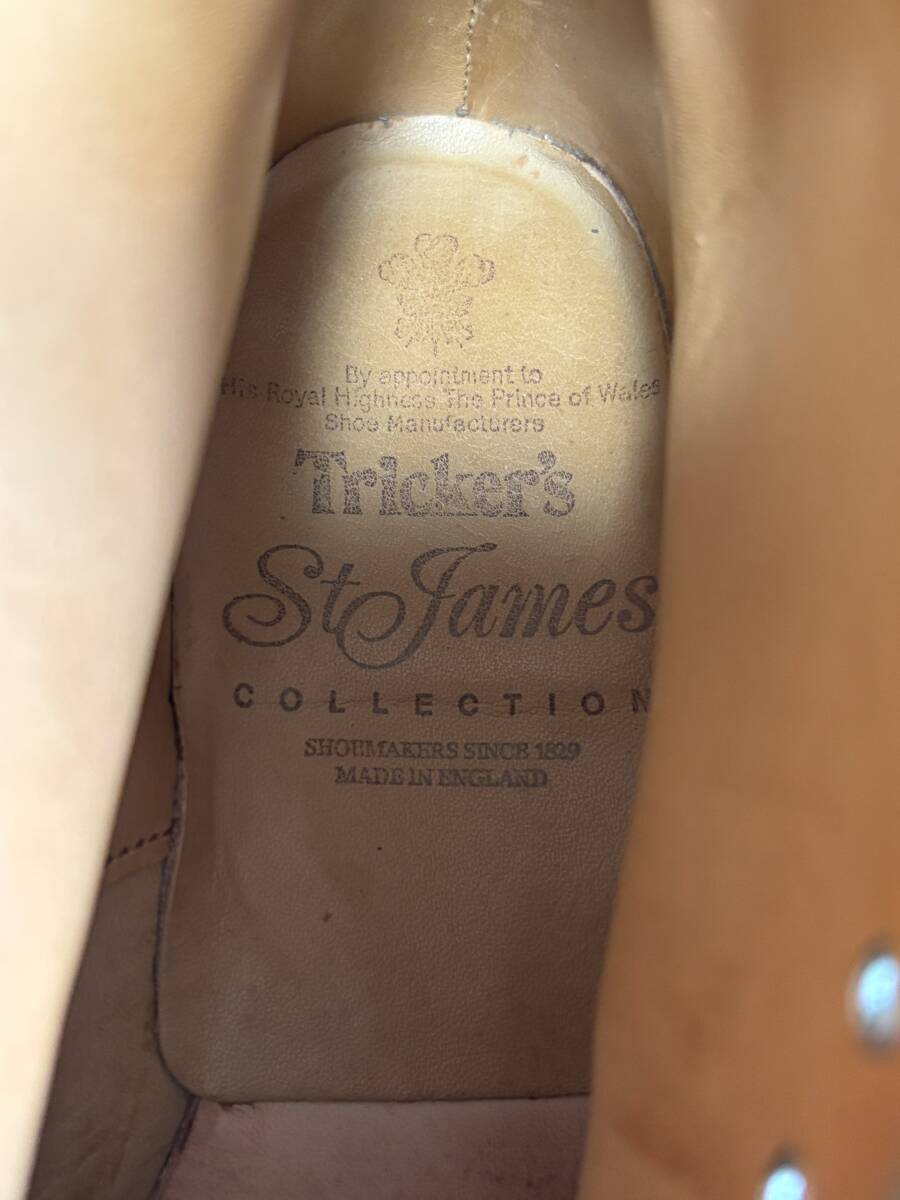 By appointment to
His Royal Highness The Prince of Wales
Shoe Manufacturers
Tricker's
St James
COLLECTION
SHOEMAKERS SINCE 1829
MADE IN ENGLAND